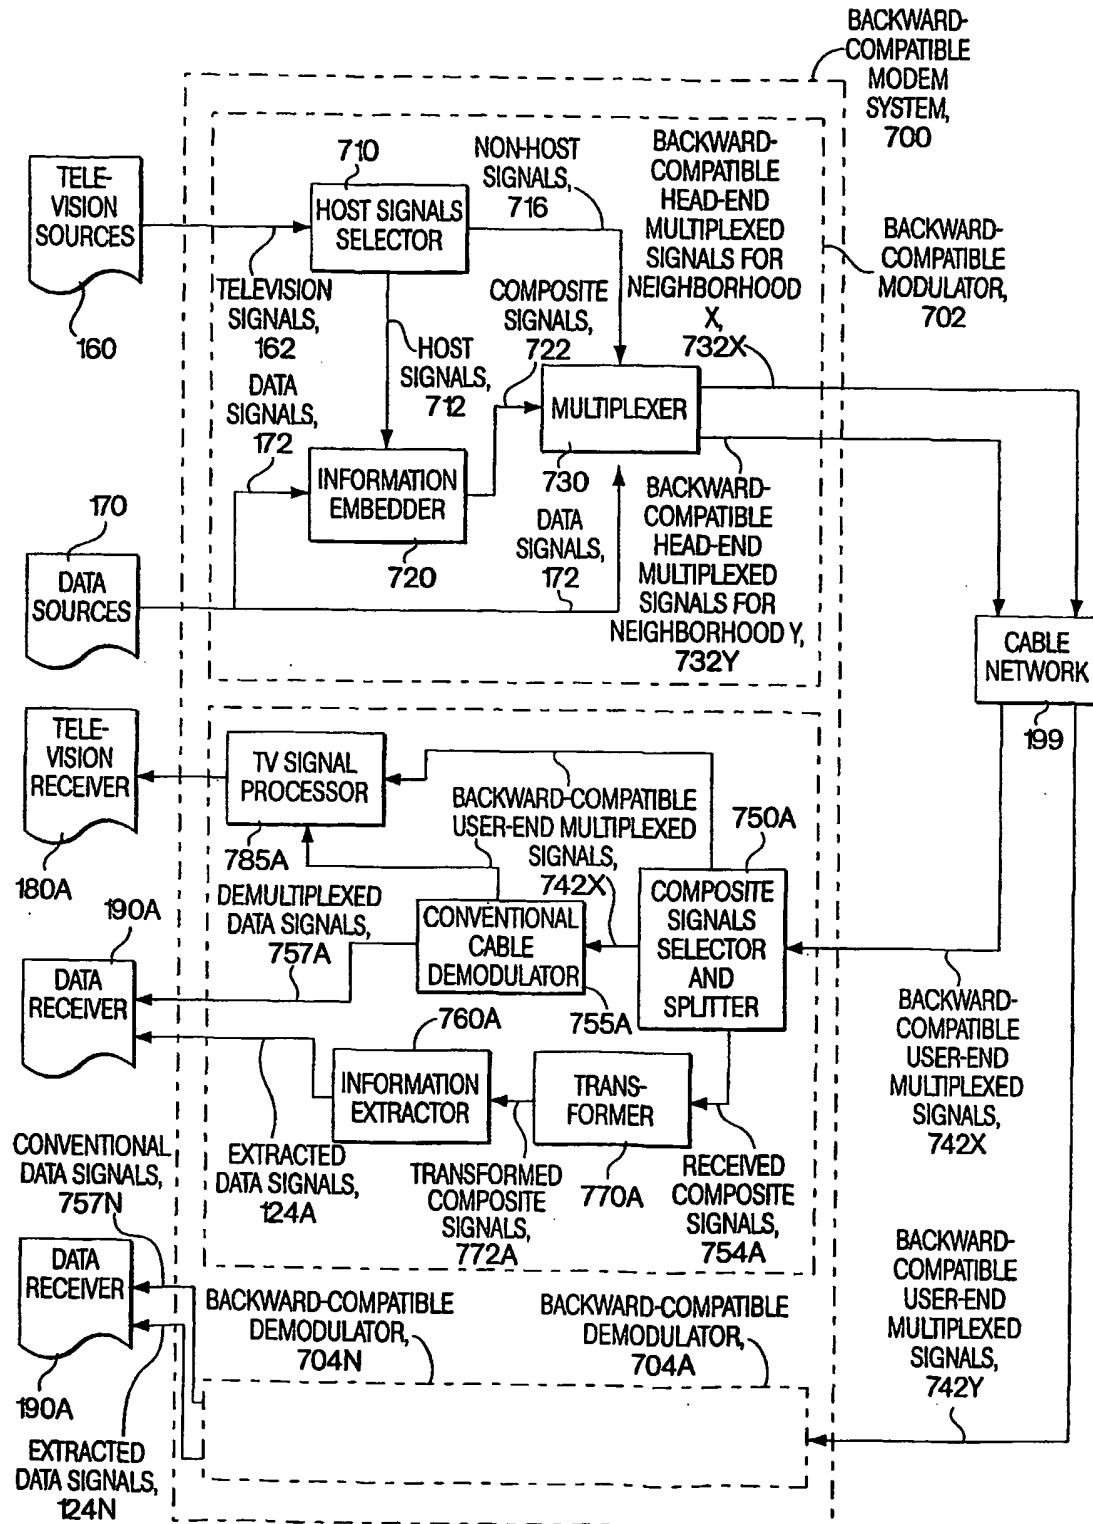 BACKWARD-
COMPATIBLE
MODEM
SYSTEM,
700
TELE-
VISION
SOURCES
160
710
HOST SIGNALS
SELECTOR
NON-HOST
SIGNALS,
716
BACKWARD-
COMPATIBLE
HEAD-END
MULTIPLEXED
SIGNALS FOR
NEIGHBORHOOD
X,
732X
BACKWARD-
COMPATIBLE
MODULATOR,
702
TELEVISION
SIGNALS,
162
HOST
SIGNALS,
712
COMPOSITE
SIGNALS,
722
DATA
SIGNALS,
172
MULTIPLEXER
730
INFORMATION
EMBEDDER
720
DATA
SIGNALS,
172
BACKWARD-
COMPATIBLE
HEAD-END
MULTIPLEXED
SIGNALS FOR
NEIGHBORHOOD Y,
732Y
170
DATA
SOURCES
CABLE
NETWORK
199
TELE-
VISION
RECEIVER
180A
TV SIGNAL
PROCESSOR
785A
BACKWARD-COMPATIBLE
USER-END MULTIPLEXED
SIGNALS,
742X
750A
COMPOSITE
SIGNALS
SELECTOR
AND
SPLITTER
DEMULTIPLEXED
DATA SIGNALS,
757A
CONVENTIONAL
CABLE
DEMODULATOR
755A
190A
DATA
RECEIVER
760A
INFORMATION
EXTRACTOR
TRANS-
FORMER
770A
BACKWARD-
COMPATIBLE
USER-END
MULTIPLEXED
SIGNALS,
742X
EXTRACTED
DATA SIGNALS,
124A
TRANSFORMED
COMPOSITE
SIGNALS,
772A
RECEIVED
COMPOSITE
SIGNALS,
754A
CONVENTIONAL
DATA SIGNALS,
757N
DATA
RECEIVER
190A
EXTRACTED
DATA SIGNALS,
124N
BACKWARD-COMPATIBLE
DEMODULATOR,
704N
BACKWARD-COMPATIBLE
DEMODULATOR,
704A
BACKWARD-
COMPATIBLE
USER-END
MULTIPLEXED
SIGNALS,
742Y